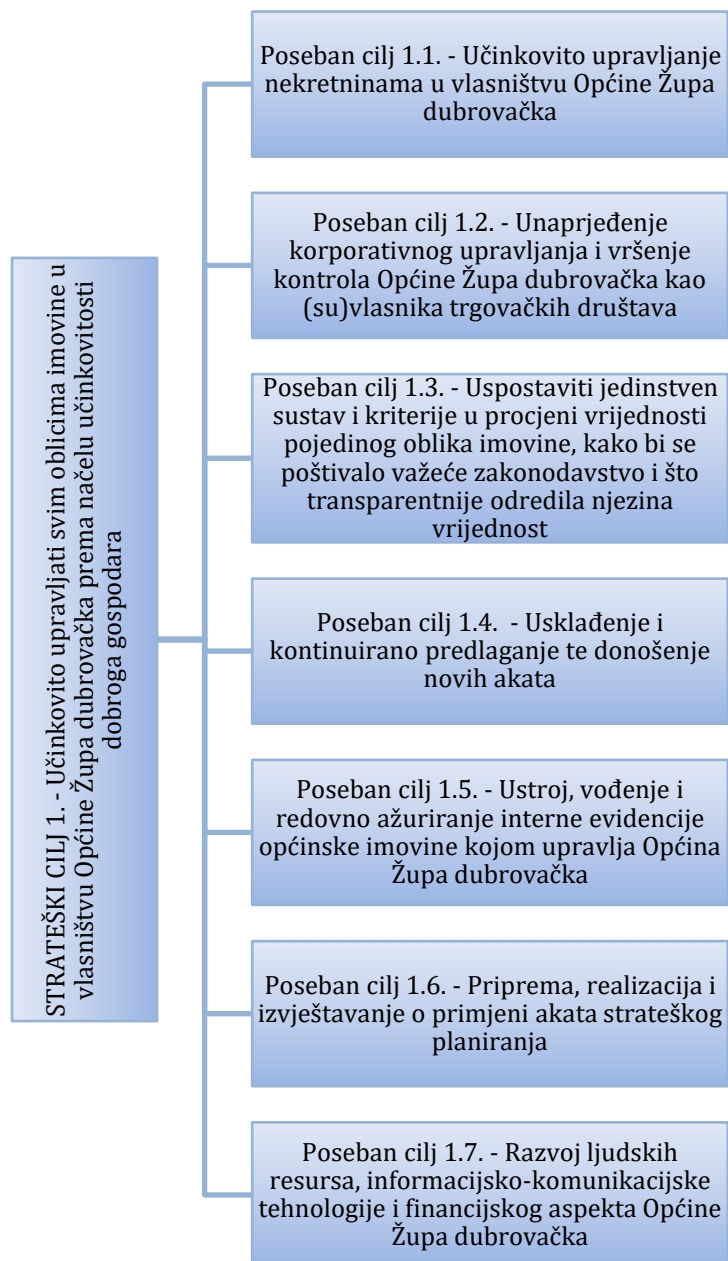 STRATEŠKI CILJ 1. - Učinkovito upravljati svim oblicima imovine u
vlasništvu Općine Župa dubrovačka prema načelu učinkovitosti
dobroga gospodara
Poseban cilj 1.1. - Učinkovito upravljanje
nekretninama u vlasništvu Općine Župa
dubrovačka
Poseban cilj 1.2. - Unaprjeđenje
korporativnog upravljanja i vršenje
kontrola Općine Župa dubrovačka kao
(su)vlasnika trgovačkih društava
Poseban cilj 1.3. - Uspostaviti jedinstven
sustav i kriterije u procjeni vrijednosti
pojedinog oblika imovine, kako bi se
poštivalo važeće zakonodavstvo i što
transparentnije odredila njezina
vrijednost
Poseban cilj 1.4.  - Usklađenje i
kontinuirano predlaganje te donošenje
novih akata
Poseban cilj 1.5. - Ustroj, vođenje i
redovno ažuriranje interne evidencije
općinske imovine kojom upravlja Općina
Župa dubrovačka
Poseban cilj 1.6. - Priprema, realizacija i
izvještavanje o primjeni akata strateškog
planiranja
Poseban cilj 1.7. - Razvoj ljudskih
resursa, informacijsko-komunikacijske
tehnologije i financijskog aspekta Općine
Župa dubrovačka